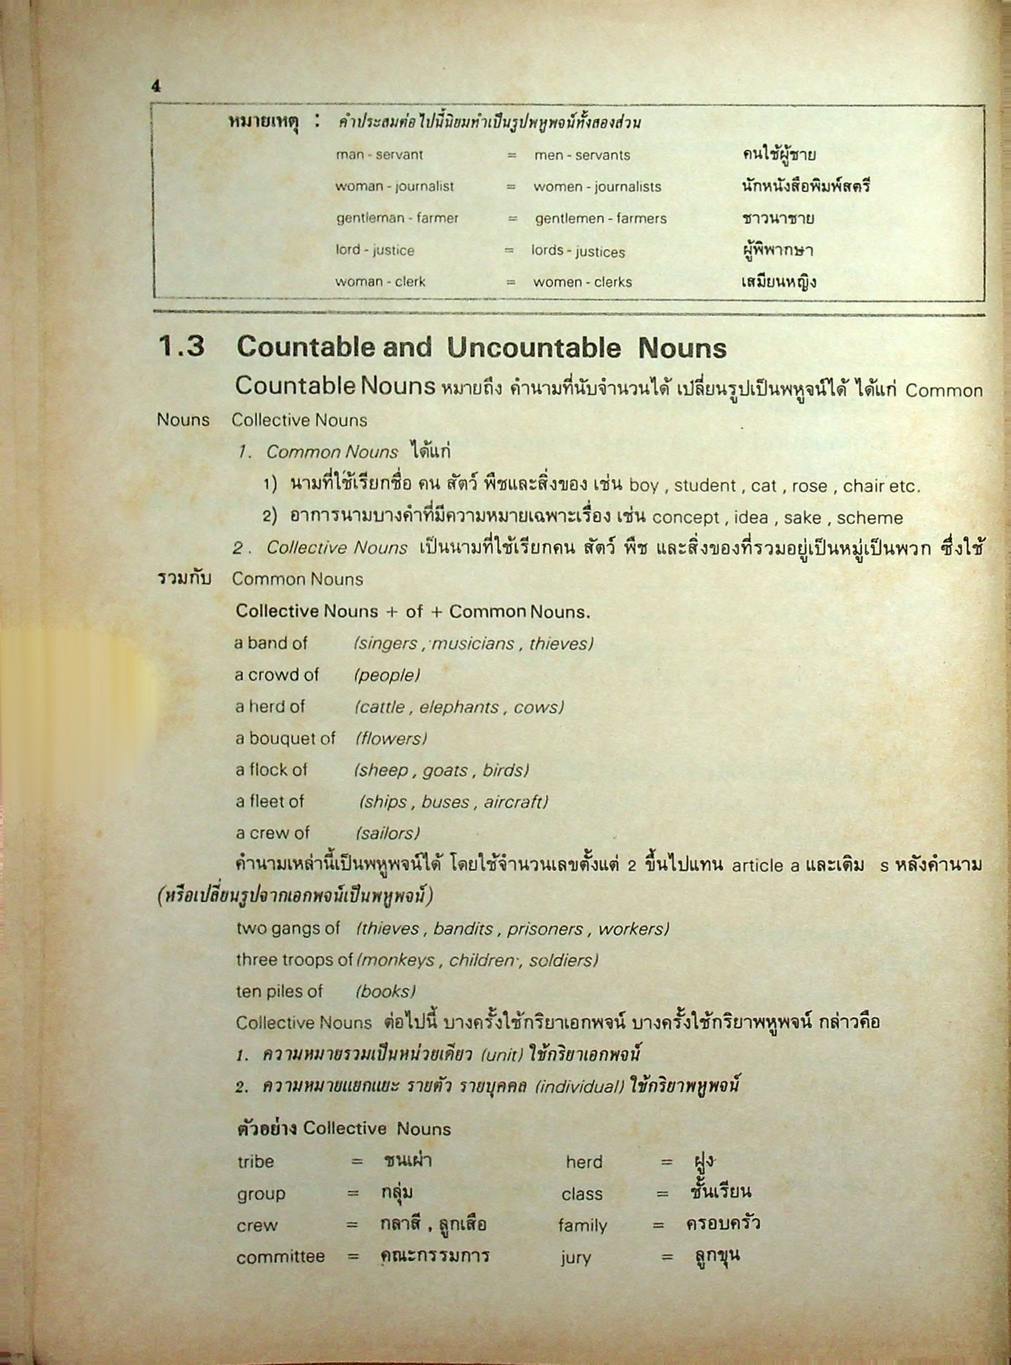 4
หมายเหตุ : คำประสมต่อไปนี้นิยมทำเป็นรูปพหูพจน์ทั้งสองส่วน
man - servant = men - servants คนใช้ผู้ชาย
woman - journalist = women - journalists นักหนังสือพิมพ์สตรี
gentleman - farmer = gentlemen - farmers ชาวนาชาย
lord - justice = lords - justices ผู้พิพากษา
woman - clerk = women - clerks เสมียนหญิง
1.3 Countable and Uncountable Nouns
Countable Nouns หมายถึง คำนามที่นับจำนวนได้ เปลี่ยนรูปเป็นพหูจน์ได้ ได้แก่ Common
Nouns Collective Nouns
1. Common Nouns ได้แก่
1) นามที่ใช้เรียกชื่อ คน สัตว์ พืชและสิ่งของ เช่น boy , student , cat , rose , chair etc.
2) อาการนามบางคำที่มีความหมายเฉพาะเรื่อง เช่น concept , idea , sake , scheme
2 . Collective Nouns เป็นนามที่ใช้เรียกคน สัตว์ พืช และสิ่งของที่รวมอยู่เป็นหมู่เป็นพวก ซึ่งใช้
รวมกับ Common Nouns
Collective Nouns + of + Common Nouns.
a band of (singers , musicians , thieves)
a crowd of (people)
a herd of (cattle , elephants , cows)
a bouquet of (flowers)
a flock of (sheep , goats , birds)
a fleet of (ships , buses , aircraft)
a crew of (sailors)
คำนามเหล่านี้เป็นพหูพจน์ได้ โดยใช้จำนวนเลขตั้งแต่ 2 ขึ้นไปแทน article a และเติม s หลังคำนาม
(หรือเปลี่ยนรูปจากเอกพจน์เป็นพหูพจน์)
two gangs of (thieves , bandits , prisoners , workers)
three troops of (monkeys , children , soldiers)
ten piles of (books)
Collective Nouns ต่อไปนี้ บางครั้งใช้กริยาเอกพจน์ บางครั้งใช้กริยาพหูพจน์ กล่าวคือ
1. ความหมายรวมเป็นหน่วยเดียว (unit) ใช้กริยาเอกพจน์
2. ความหมายแยกแยะ รายตัว รายบุคคล (individual) ใช้กริยาพหูพจน์
ตัวอย่าง Collective Nouns
tribe = ชนเผ่า herd = ฝูง
group = กลุ่ม class = ชั้นเรียน
crew = กลาสี , ลูกเสือ family = ครอบครัว
committee = คณะกรรมการ jury = ลูกขุน